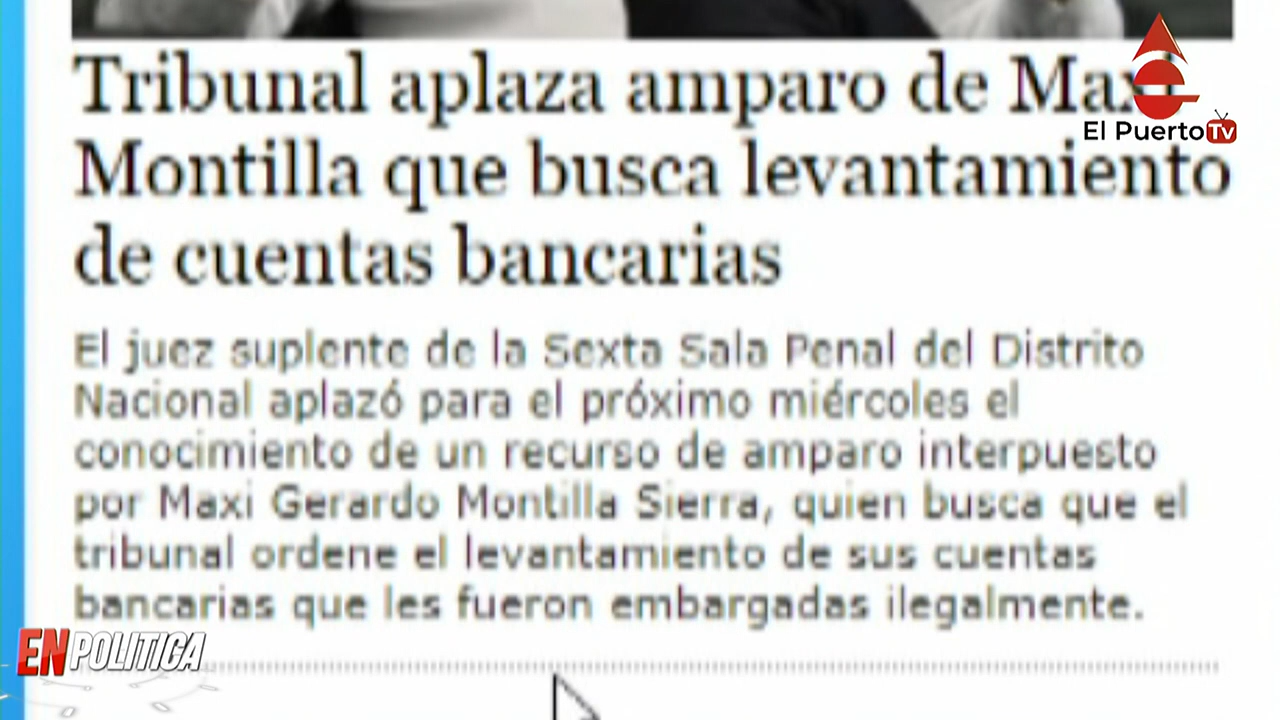 Tribunal aplaza amparo de Maxi
Montilla que busca levantamiento
de cuentas bancarias
El juez suplente de la Sexta Sala Penal del Distrito
Nacional aplazó para el próximo miércoles el
conocimiento de un recurso de amparo interpuesto
por Maxi Gerardo Montilla Sierra, quien busca que el
tribunal ordene el levantamiento de sus cuentas
bancarias que les fueron embargadas ilegalmente.
El Puerto Tv
EN POLITICA